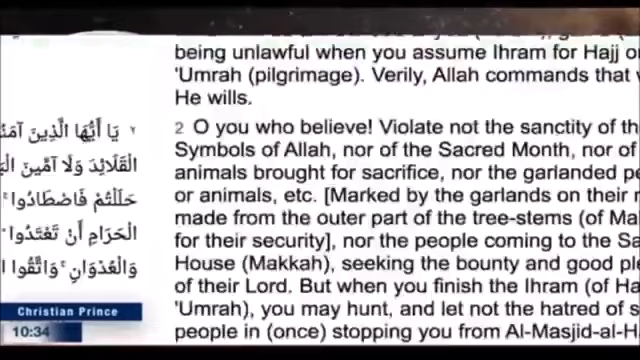 being unlawful when you assume Ihram for Hajj
'Umrah (pilgrimage). Verily, Allah commands that
He wills.
2 O you who believe! Violate not the sanctity of
Symbols of Allah, nor of the Sacred Month, nor of
animals brought for sacrifice, nor the garlanded
or animals, etc. [Marked by the garlands on their
made from the outer part of the tree-stems (of
for their security], nor the people coming to the
House (Makkah), seeking the bounty and good
of their Lord. But when you finish the Ihram (of
'Umrah), you may hunt, and let not the hatred of
people in (once) stopping you from Al-Masjid-al-
٢ يَا أَيُّهَا الَّذِينَ
الْقَلَائِدَ وَلَا آمِّينَ
حَلَلْتُمْ فَاصْطَادُوا ۚ
الْحَرَامِ أَنْ تَعْتَدُوا ۘ
وَالْعُدْوَانِ ۚ وَاتَّقُوا
Christian Prince
10:34